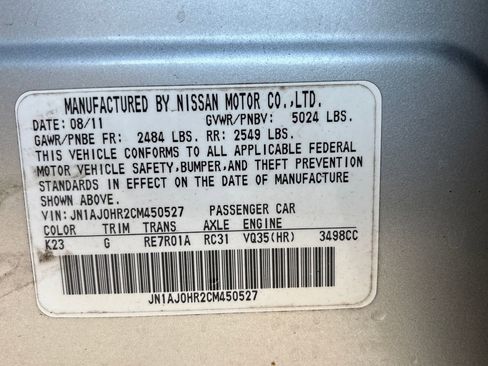 MANUFACTURED BY NISSAN MOTOR CO.,LTD.
DATE: 08/11 GVWR/PNBV: 5024 LBS.
GAWR/PNBE FR: 2484 LBS. RR: 2549 LBS.
THIS VEHICLE CONFORMS TO ALL APPLICABLE FEDERAL
MOTOR VEHICLE SAFETY,BUMPER,AND THEFT PREVENTION
STANDARDS IN EFFECT ON THE DATE OF MANUFACTURE
SHOWN ABOVE.
VIN: JN1AJ0HR2CM450527 PASSENGER CAR
COLOR TRIM TRANS AXLE ENGINE
K23 G RE7R01A RC31 VQ35(HR) 3498CC
JN1AJ0HR2CM450527